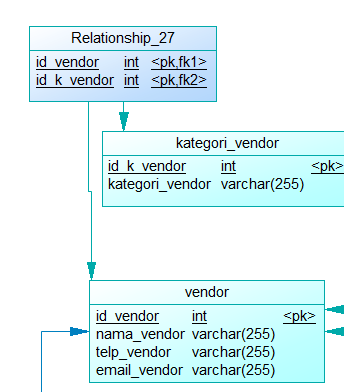 Relationship_27
id_vendor int <pk,fk1>
id_k_vendor int <pk,fk2>
kategori_vendor
id_k_vendor int <pk>
kategori_vendor varchar(255)
vendor
id_vendor int <pk>
nama_vendor varchar(255)
telp_vendor varchar(255)
email_vendor varchar(255)